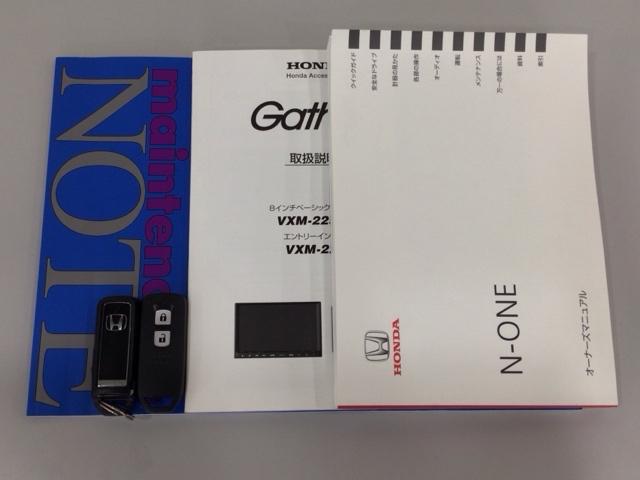 maintenance
NOTE
HON
Honda Acces
Gath
取扱説明
8インチベーシック
VXM-22
エントリーイン
VXM-2
クイックガイド
安全なドライブ
計器の見かた
各部の操作
オーディオ
運転
メンテナンス
万一の場合には
資料
索引
HONDA
N-ONE
オーナーズマニュアル